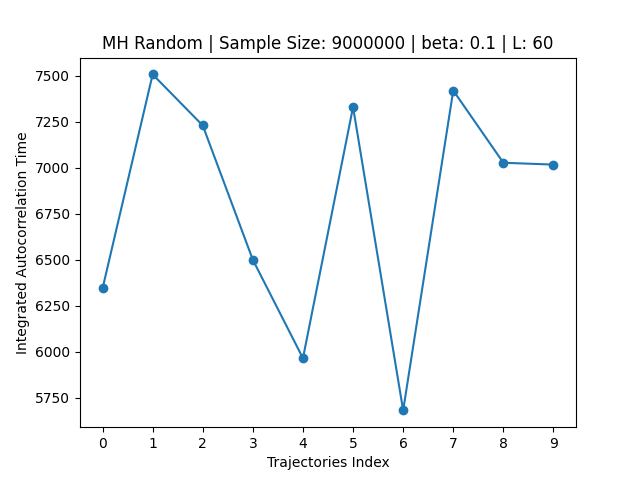 MH Random | Sample Size: 9000000 | beta: 0.1 | L: 60
Integrated Autocorrelation Time
7500
7250
7000
6750
6500
6250
6000
5750
0 1 2 3 4 5 6 7 8 9
Trajectories Index